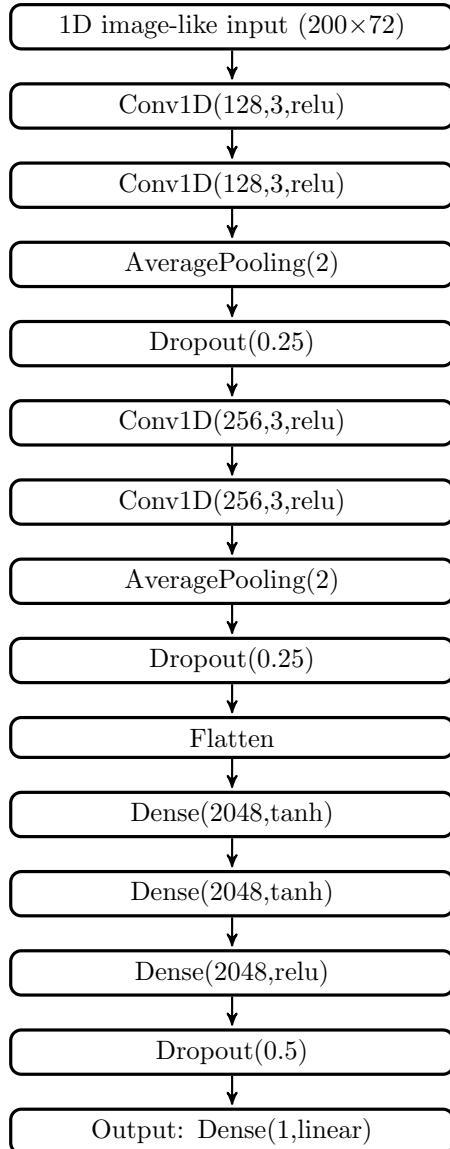 1D image-like input (200×72)
Conv1D(128,3,relu)
Conv1D(128,3,relu)
AveragePooling(2)
Dropout(0.25)
Conv1D(256,3,relu)
Conv1D(256,3,relu)
AveragePooling(2)
Dropout(0.25)
Flatten
Dense(2048,tanh)
Dense(2048,tanh)
Dense(2048,relu)
Dropout(0.5)
Output: Dense(1,linear)